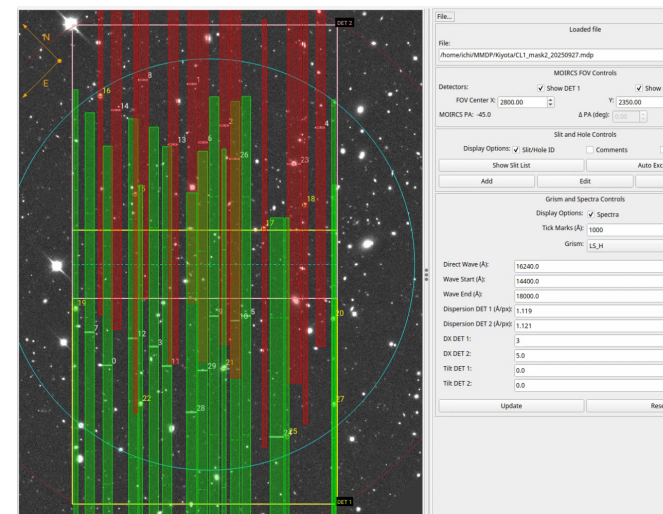 File...
Loaded file
File:
/home/ichi/MMDP/Kiyota/CL1_mask2_20250927.mdp
MOIRCS FOV Controls
Detectors: Show DET 1 Show
FOV Center X: 2800.00 Y: 2350.00
MOIRCS PA: -45.0 Δ PA (deg): 0.00
Slit and Hole Controls
Display Options: Slit/Hole ID Comments
Show Slit List Auto Exc
Add Edit
Grism and Spectra Controls
Display Options: Spectra
Tick Marks (Å): 1000
Grism: LS_H
Direct Wave (Å): 16240.0
Wave Start (Å): 14400.0
Wave End (Å): 18000.0
Dispersion DET 1 (Å/px): 1.119
Dispersion DET 2 (Å/px): 1.121
DX DET 1: 3
DX DET 2: 5.0
Tilt DET 1: 0.0
Tilt DET 2: 0.0
Update Rese
DET 2
N
E
8
1
16
14
2
4
13
6
26
23
15
18
17
19
9
10
5
20
7
12
3
0
11
29
21
22
28
27
24
25
DET 1